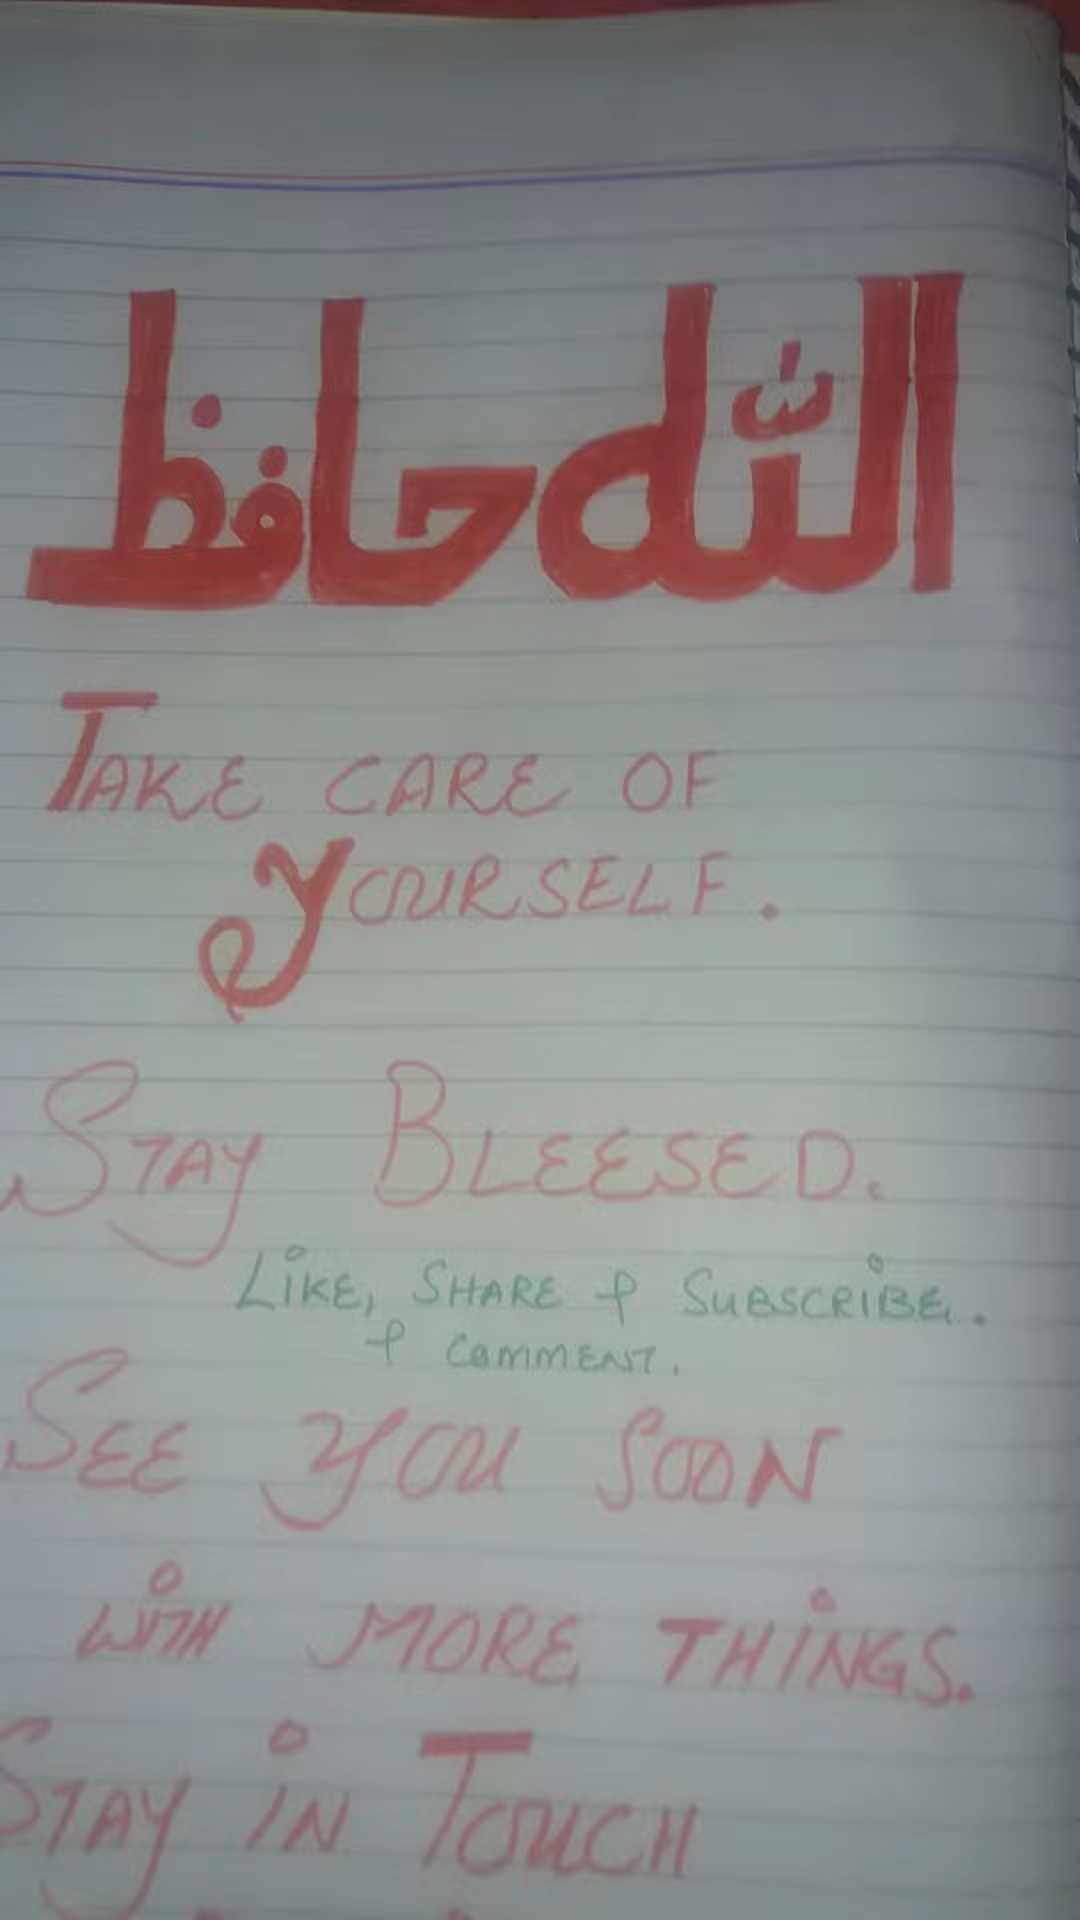 اللّٰه حافظ
TAKE CARE OF
YOURSELF.
STAY BLEESED.
LIKE, SHARE & SUBSCRIBE.
& COMMENT.
SEE YOU SOON
WITH MORE THINGS.
STAY IN TOUCH